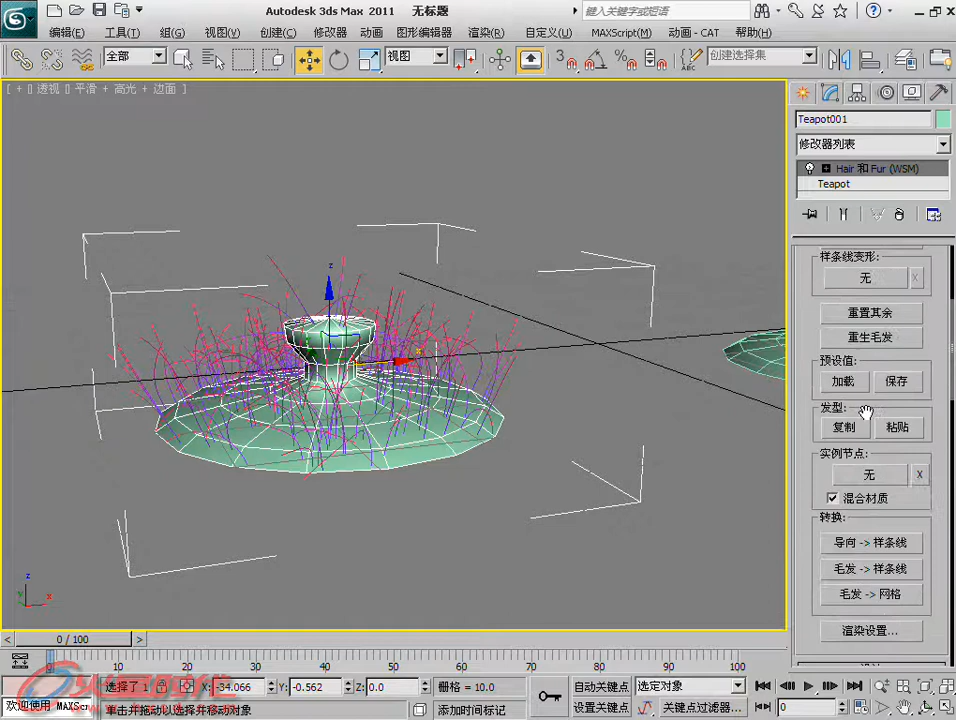 Autodesk 3ds Max 2011 无标题
键入关键字或短语
编辑(E) 工具(T) 组(G) 视图(V) 创建(C) 修改器 动画 图形编辑器 渲染(R) 自定义(U) MAXScript(M) 动画 - CAT 帮助(H)
全部 视图 3 创建选择集
[ + [] 透视 + 平滑 + 高光 + 边面 ]
Teapot001
修改器列表
Hair 和 Fur (WSM)
Teapot
样条线变形:
无 x
重置其余
重生毛发
预设值:
加载 保存
发型:
复制 粘贴
实例节点:
无 x
混合材质
转换:
导向 -> 样条线
毛发 -> 样条线
毛发 -> 网格
渲染设置...
z
x
z
y x
< 0 / 100 >
0 10 20 30 40 50 60 70 80 90 100
选择了 1 X: -34.066 Y: -0.562 Z: 0.0 栅格 = 10.0 自动关键点 选定对象
欢迎使用 MAXScr 单击并拖动以选择并移动对象 添加时间标记 设置关键点 关键点过滤器... 0